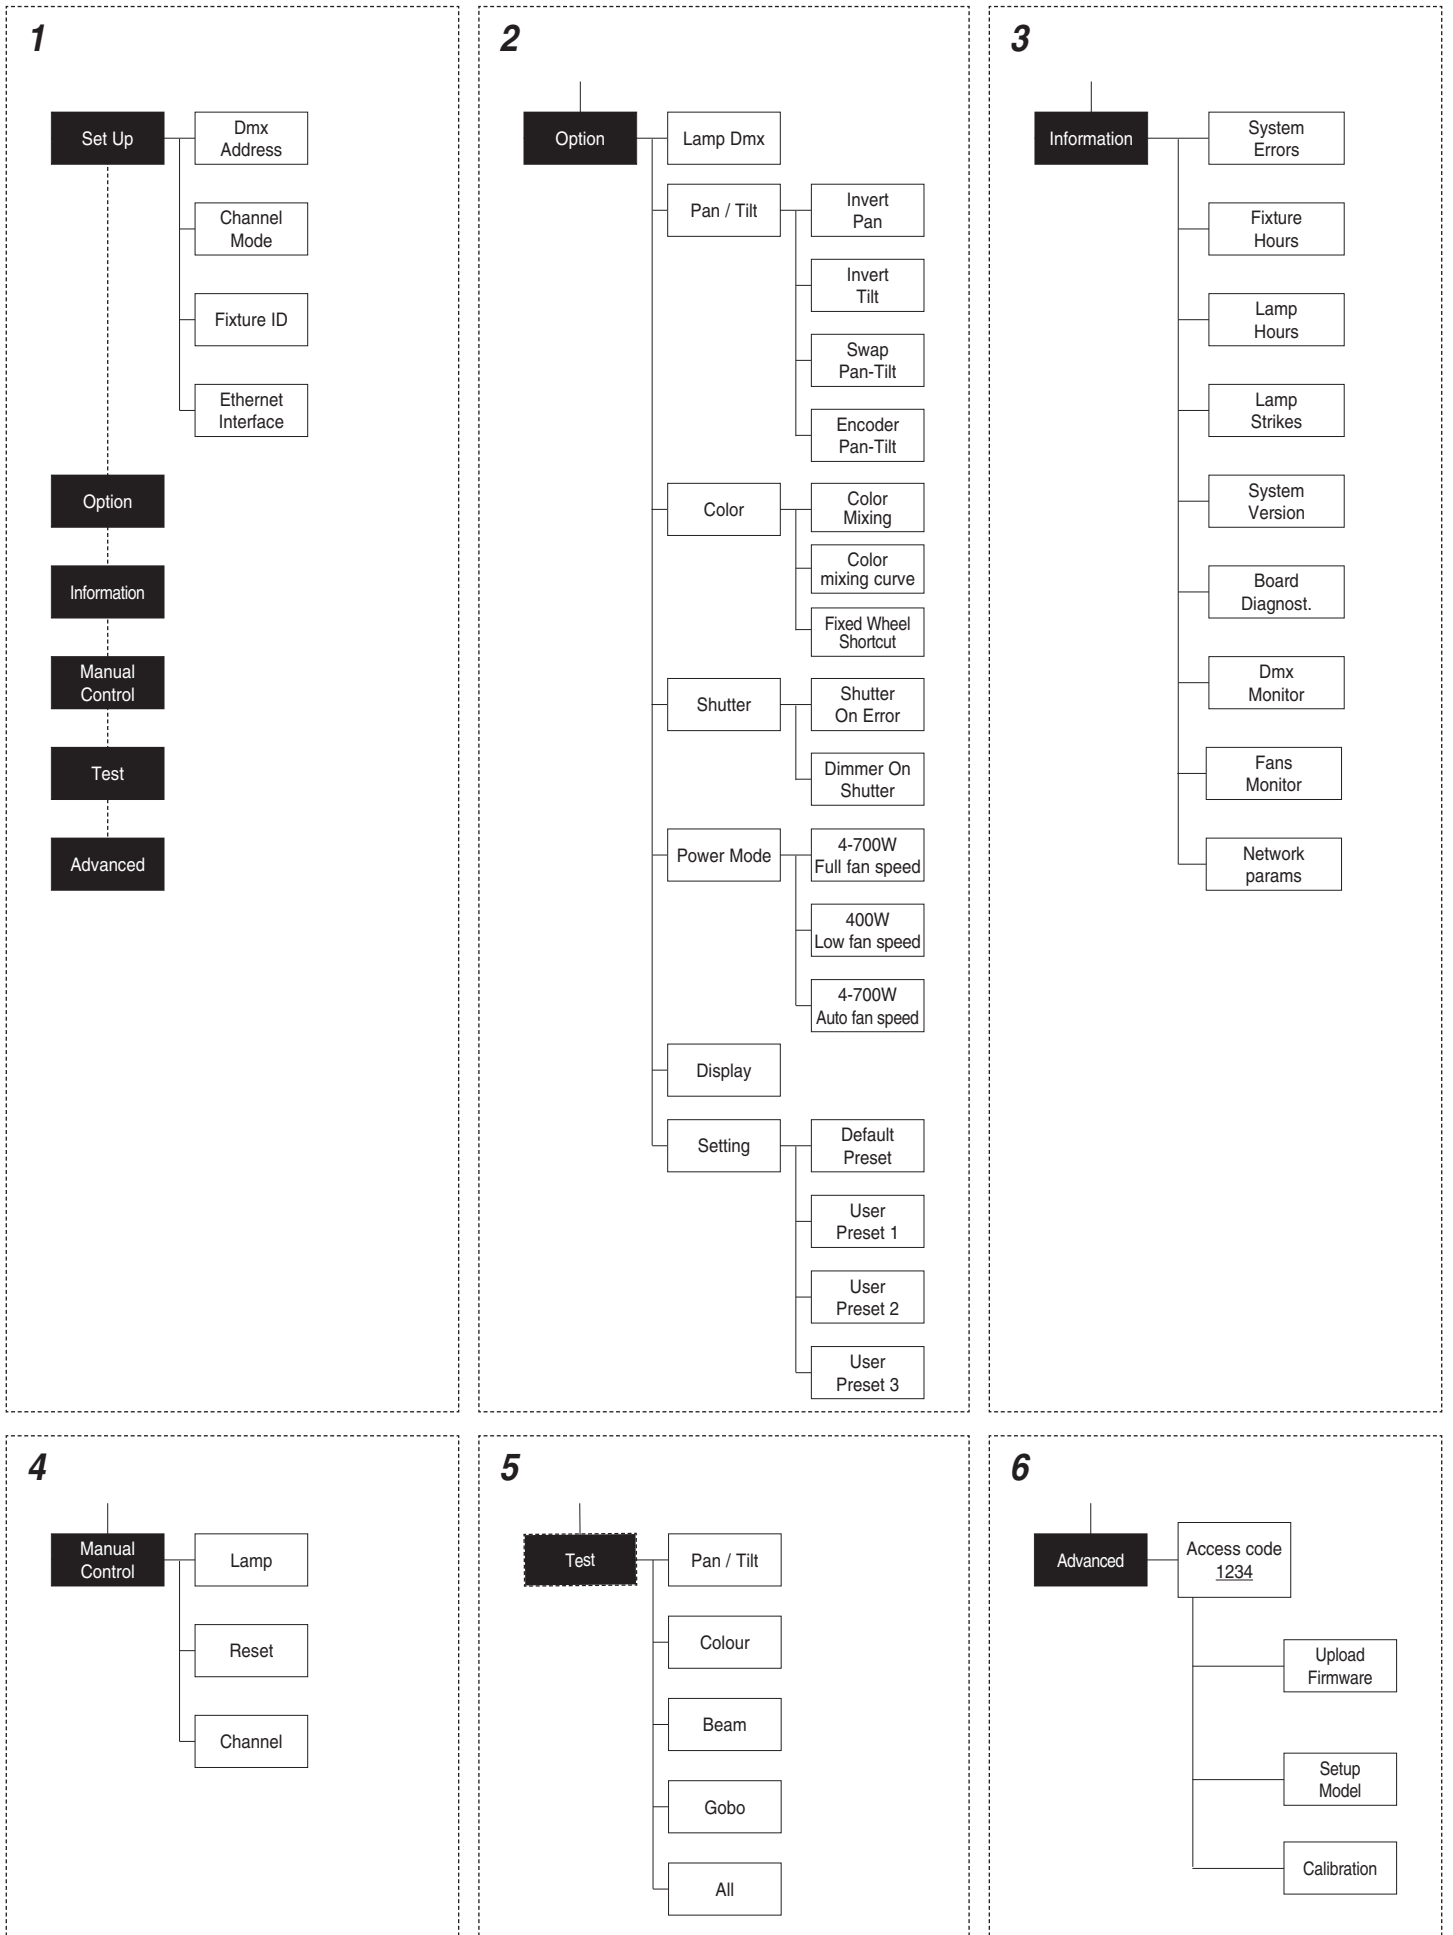 1
Set Up
Dmx
Address
Channel
Mode
Fixture ID
Ethernet
Interface
Option
Information
Manual
Control
Test
Advanced
2
Option
Lamp Dmx
Pan / Tilt
Invert
Pan
Invert
Tilt
Swap
Pan-Tilt
Encoder
Pan-Tilt
Color
Color
Mixing
Color
mixing curve
Fixed Wheel
Shortcut
Shutter
Shutter
On Error
Dimmer On
Shutter
Power Mode
4-700W
Full fan speed
400W
Low fan speed
4-700W
Auto fan speed
Display
Setting
Default
Preset
User
Preset 1
User
Preset 2
User
Preset 3
3
Information
System
Errors
Fixture
Hours
Lamp
Hours
Lamp
Strikes
System
Version
Board
Diagnost.
Dmx
Monitor
Fans
Monitor
Network
params
4
Manual
Control
Lamp
Reset
Channel
5
Test
Pan / Tilt
Colour
Beam
Gobo
All
6
Advanced
Access code
1234
Upload
Firmware
Setup
Model
Calibration